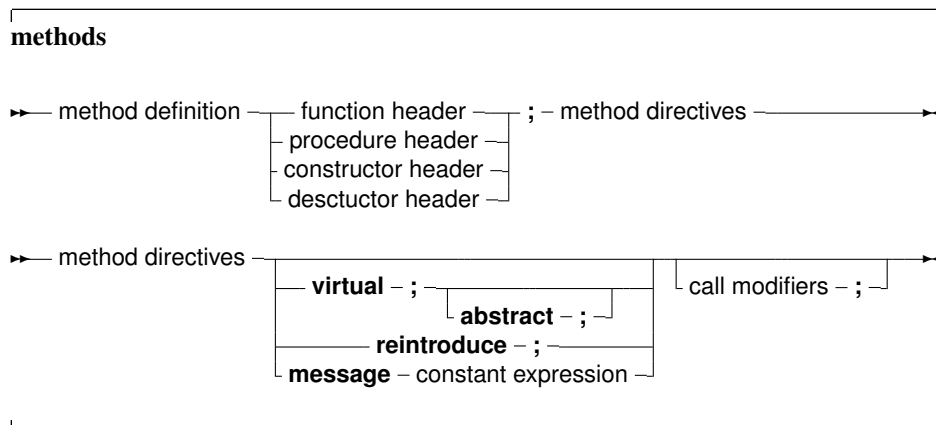 methods
method definition function header ; method directives
procedure header
constructor header
desctuctor header
method directives
virtual ; call modifiers ;
abstract ;
reintroduce ;
message constant expression